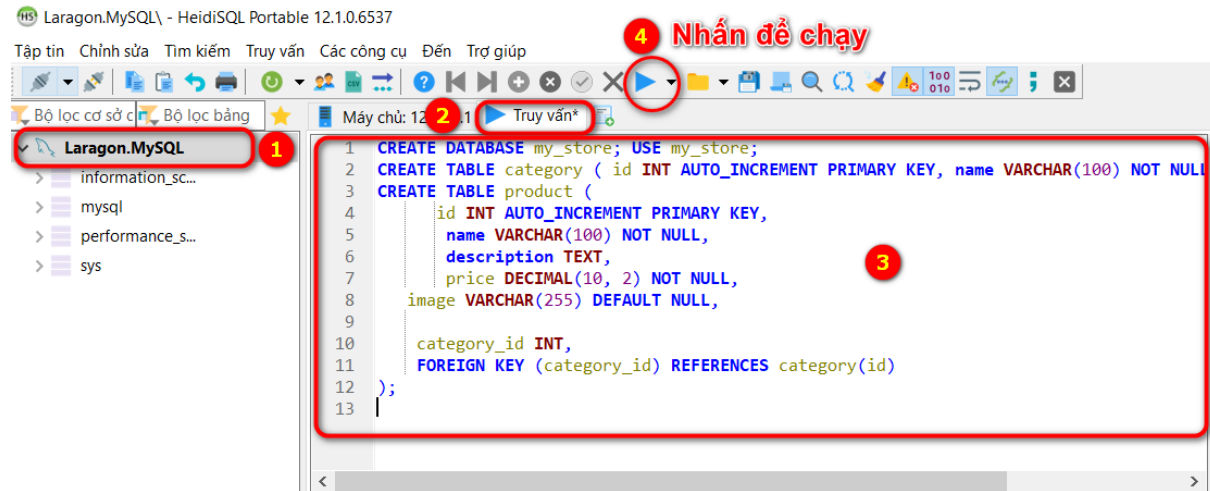 Laragon.MySQL\ - HeidiSQL Portable 12.1.0.6537
4 Nhấn để chạy
Tập tin Chỉnh sửa Tìm kiếm Truy vấn Các công cụ Đến Trợ giúp
Bộ lọc cơ sở d Bộ lọc bảng
Máy chủ: 12 2 .1 Truy vấn*
Laragon.MySQL 1
information_sc...
mysql
performance_s...
sys
1 CREATE DATABASE my_store; USE my_store;
2 CREATE TABLE category ( id INT AUTO_INCREMENT PRIMARY KEY, name VARCHAR(100) NOT NULL
3 CREATE TABLE product (
4 id INT AUTO_INCREMENT PRIMARY KEY,
5 name VARCHAR(100) NOT NULL,
6 description TEXT,
7 price DECIMAL(10, 2) NOT NULL,
8 image VARCHAR(255) DEFAULT NULL,
9
10 category_id INT,
11 FOREIGN KEY (category_id) REFERENCES category(id)
12 );
13
3